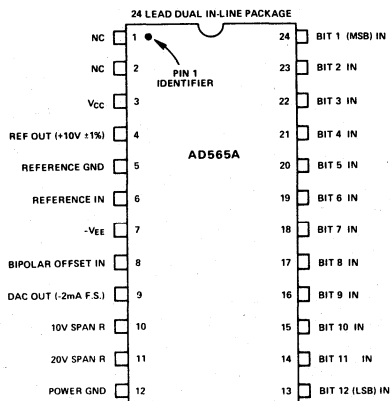 24 LEAD DUAL IN-LINE PACKAGE
NC 1 24 BIT 1 (MSB) IN
PIN 1 IDENTIFIER
NC 2 23 BIT 2 IN
VCC 3 22 BIT 3 IN
REF OUT (+10V ±1%) 4 21 BIT 4 IN
AD565A
REFERENCE GND 5 20 BIT 5 IN
REFERENCE IN 6 19 BIT 6 IN
-VEE 7 18 BIT 7 IN
BIPOLAR OFFSET IN 8 17 BIT 8 IN
DAC OUT (-2mA F.S.) 9 16 BIT 9 IN
10V SPAN R 10 15 BIT 10 IN
20V SPAN R 11 14 BIT 11 IN
POWER GND 12 13 BIT 12 (LSB) IN